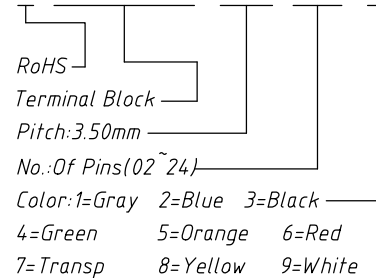 RoHS
Terminal Block
Pitch:3.50mm
No.:Of Pins(02~24)
Color:1=Gray 2=Blue 3=Black
4=Green 5=Orange 6=Red
7=Transp 8=Yellow 9=White